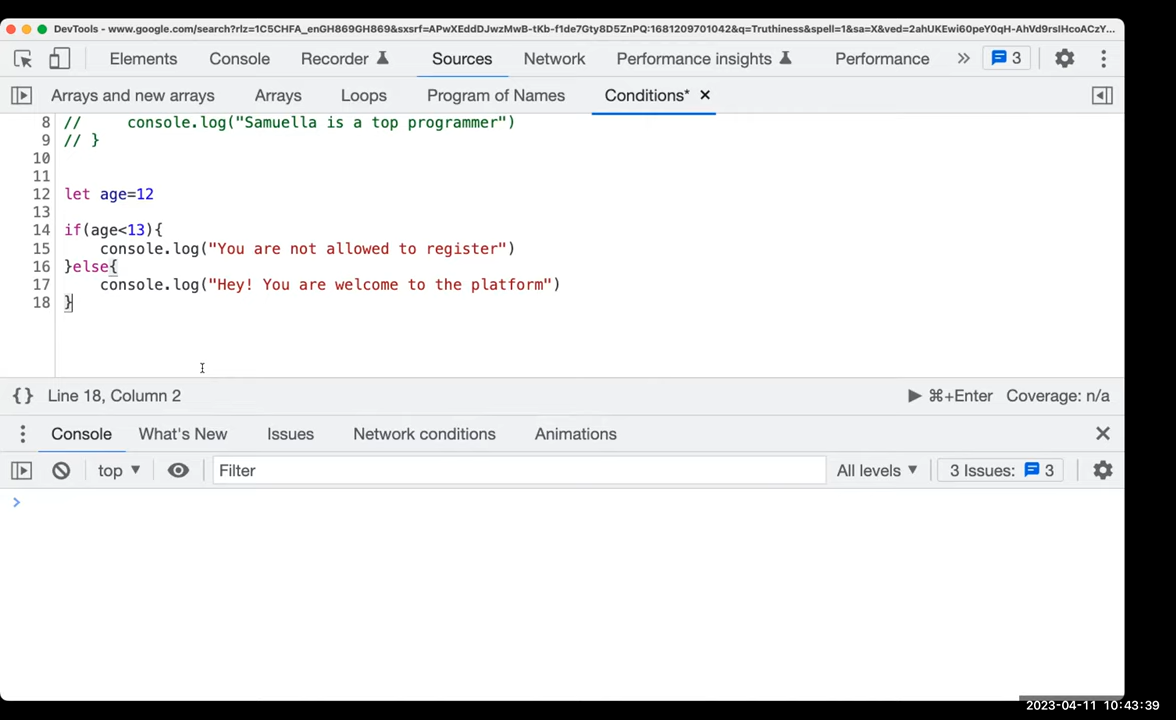 DevTools - www.google.com/search?rlz=1C5CHFA_enGH869GH869&sxsrf=APwXEddDJwzMwB-tKb-f1de7Gty8D5ZnPQ:1681209701042&q=Truthiness&spell=1&sa=X&ved=2ahUKEwi60peY0qH-AhVd9rsIHcoACzY...
Elements Console Recorder Sources Network Performance insights Performance » 3
Arrays and new arrays Arrays Loops Program of Names Conditions* ×
8 // console.log("Samuella is a top programmer")
9 // }
10
11
12 let age=12
13
14 if(age<13){
15 console.log("You are not allowed to register")
16 }else{
17 console.log("Hey! You are welcome to the platform")
18 }
{} Line 18, Column 2 ⌘+Enter Coverage: n/a
Console What's New Issues Network conditions Animations
top ▼ Filter All levels ▼ 3 Issues: 3
>
2023-04-11 10:43:39